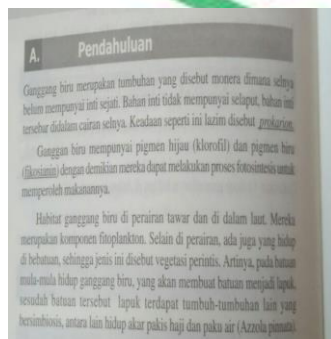 A. Pendahuluan
Ganggang biru merupakan tumbuhan yang disebut monera dimana selnya
belum mempunyai inti sejati. Bahan inti tidak mempunyai selaput, bahan inti
tersebur didalam cairan selnya. Keadaan seperti ini lazim disebut prokarion.
Ganggan biru mempunyai pigmen hijau (klorofil) dan pigmen biru
(fikosianin) dengan demikian mereka dapat melakukan proses fotosintesis untuk
memperoleh makanannya.
Habitat ganggang biru di perairan tawar dan di dalam laut. Mereka
merupakan komponen fitoplankton. Selain di perairan, ada juga yang hidup
di bebatuan, sehingga jenis ini disebut vegetasi perintis. Artinya, pada batuan
mula-mula hidup ganggang biru, yang akan membuat batuan menjadi lapuk,
sesudah batuan tersebut lapuk terdapat tumbuh-tumbuhan lain yang
bersimbiosis, antara lain hidup akar pakis haji dan paku air (Azzola pinnata).